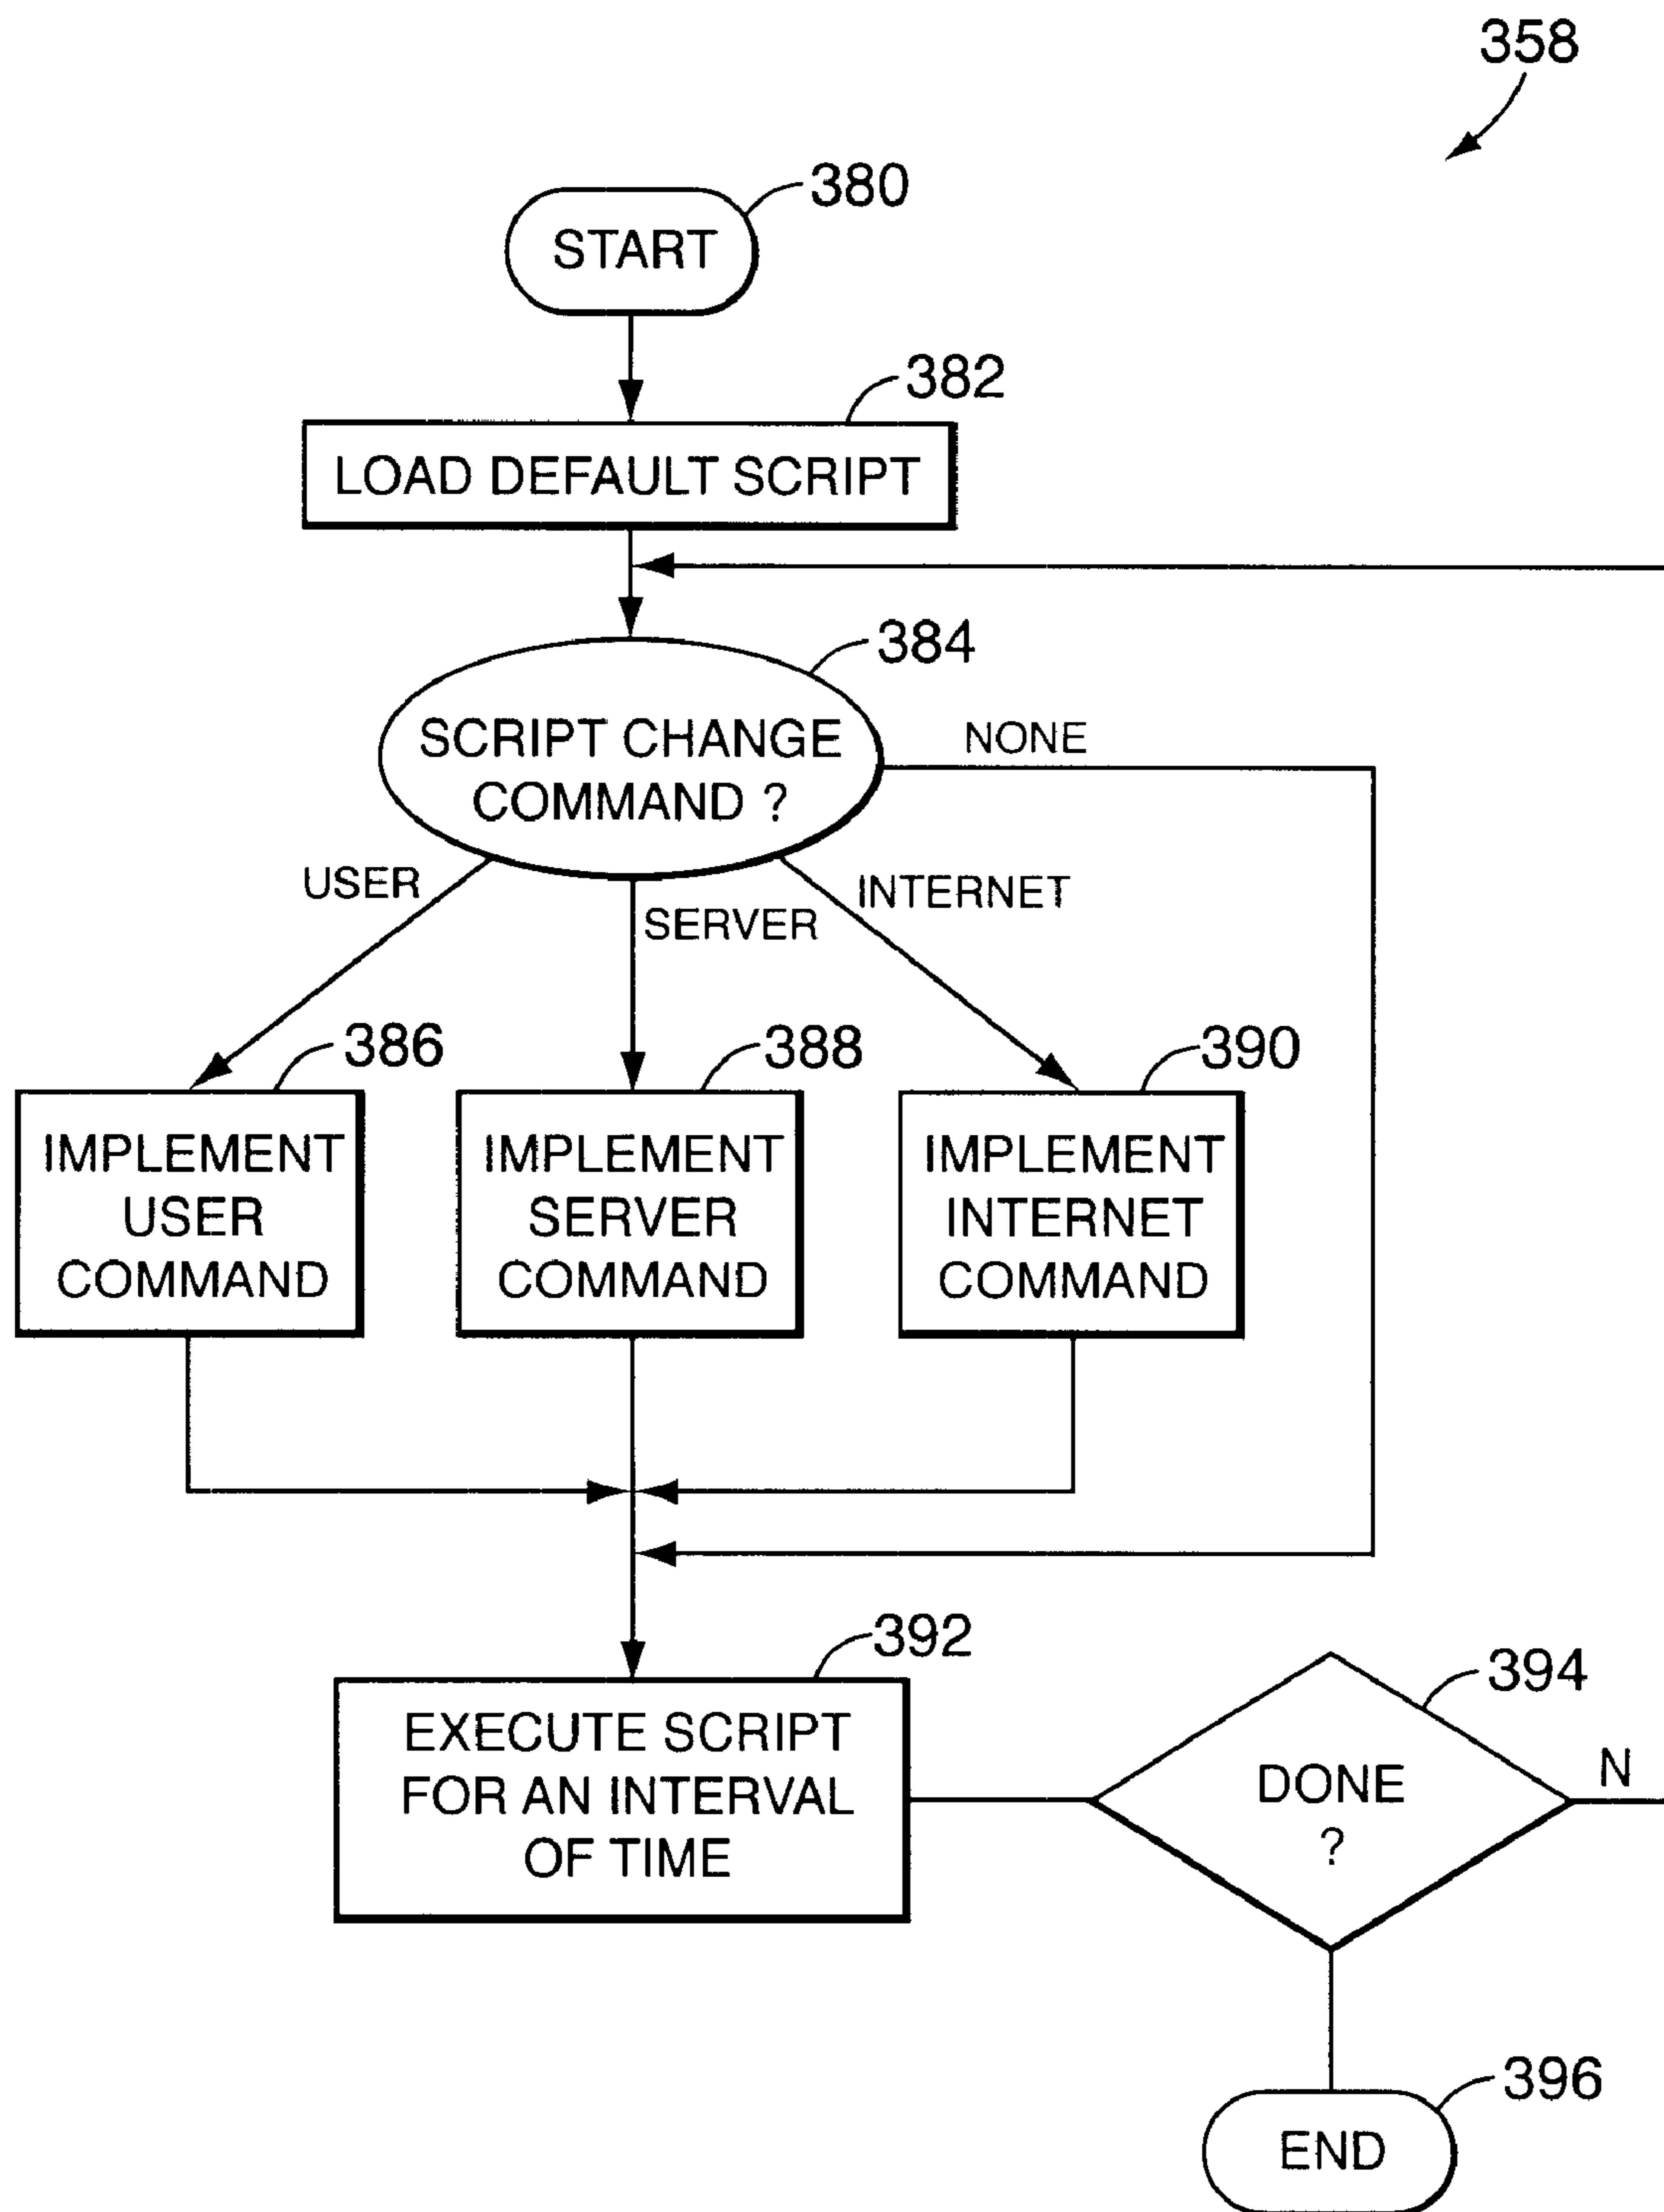 358
380
START
382
LOAD DEFAULT SCRIPT
384
SCRIPT CHANGE
COMMAND ?
NONE
USER
SERVER
INTERNET
386
388
390
IMPLEMENT
USER
COMMAND
IMPLEMENT
SERVER
COMMAND
IMPLEMENT
INTERNET
COMMAND
392
EXECUTE SCRIPT
FOR AN INTERVAL
OF TIME
394
DONE
?
N
396
END